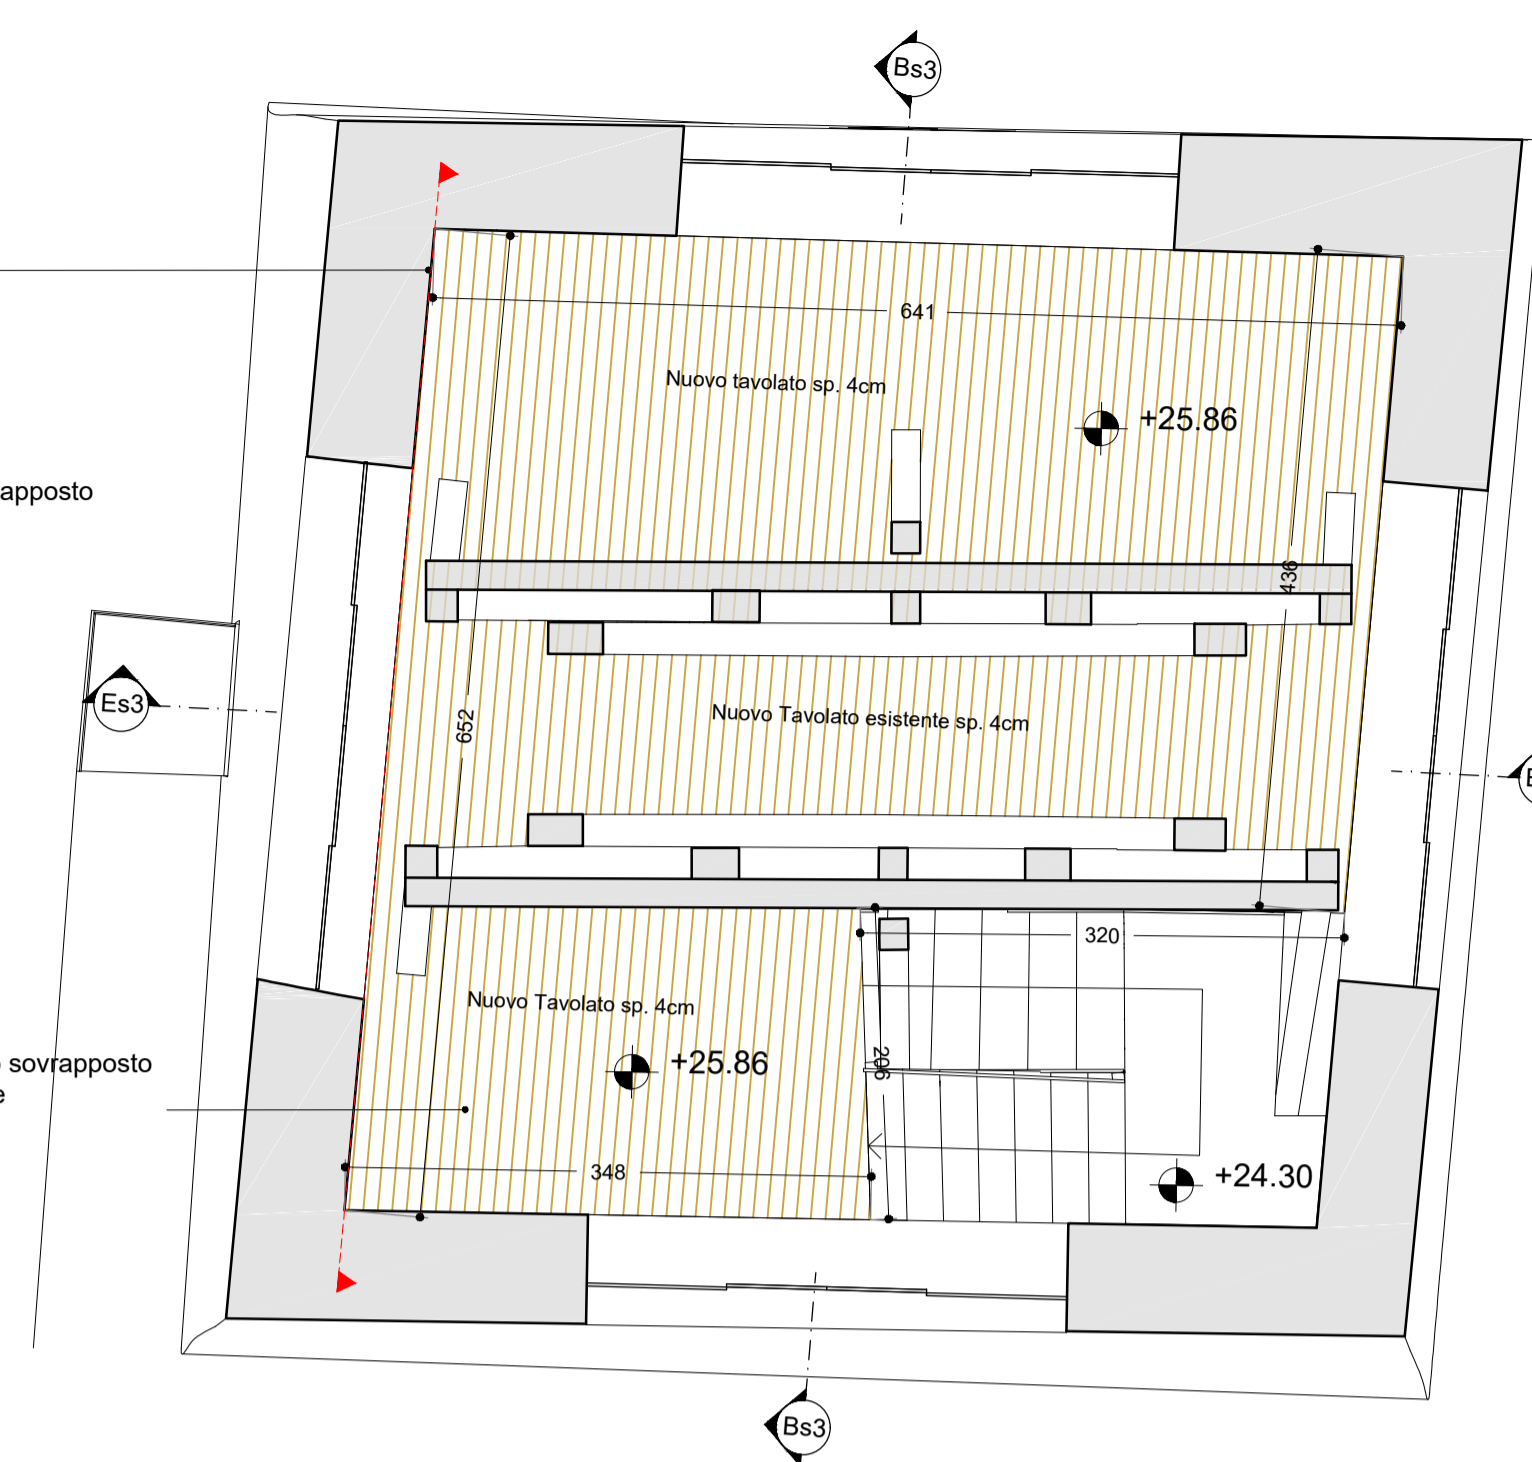 Bs3
641
Nuovo tavolato sp. 4cm
+25.86
apposto
436
Es3
652
Nuovo Tavolato esistente sp. 4cm
320
Nuovo Tavolato sp. 4cm
+25.86
206
sovrapposto
e
348
+24.30
Bs3